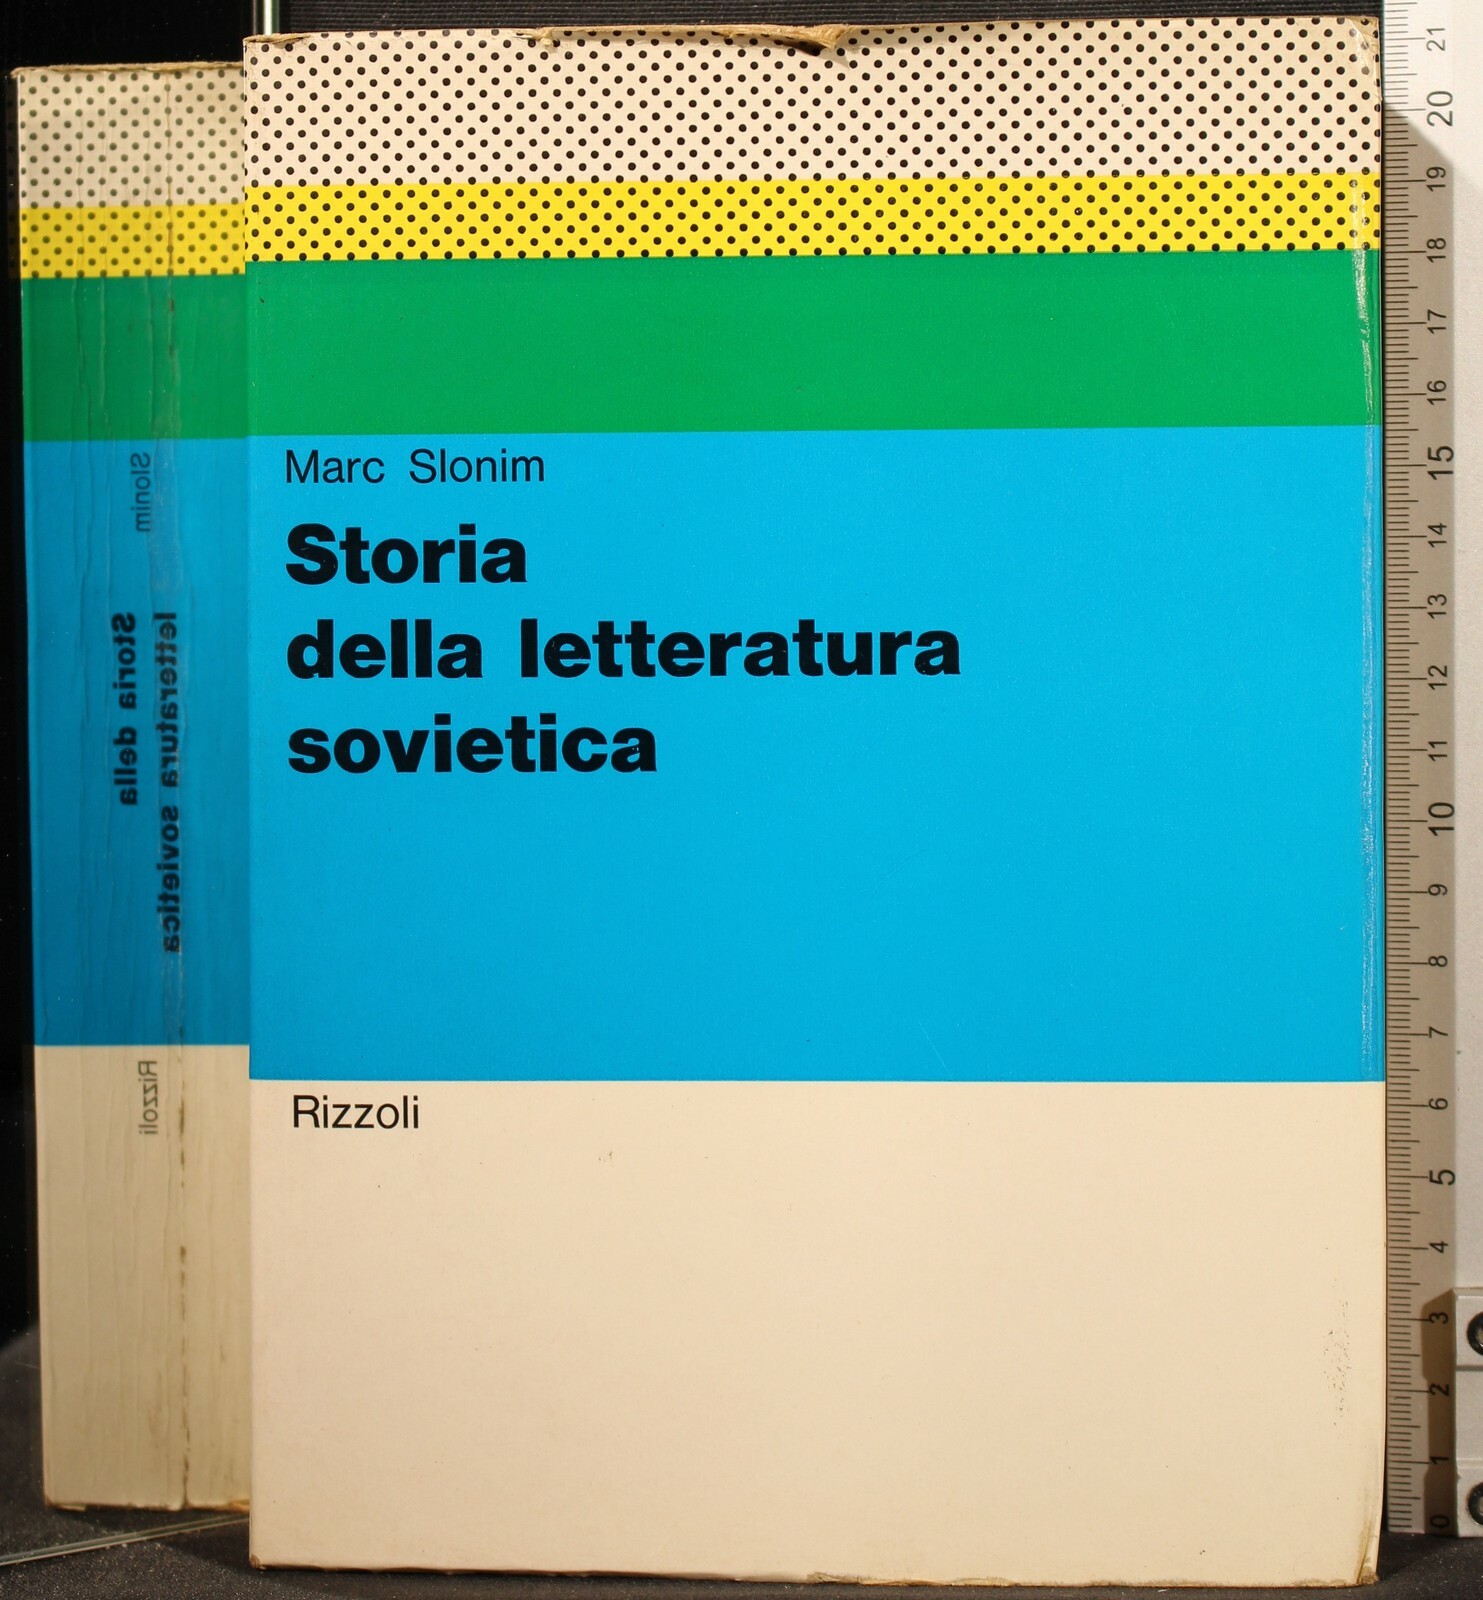 Marc Slonim
Storia
della letteratura
sovietica
Rizzoli
Slonim
Storia della
letteratura sovietica
Rizzoli
21
20
19
18
17
16
15
14
13
12
11
10
9
8
7
6
5
4
3
2
1
0